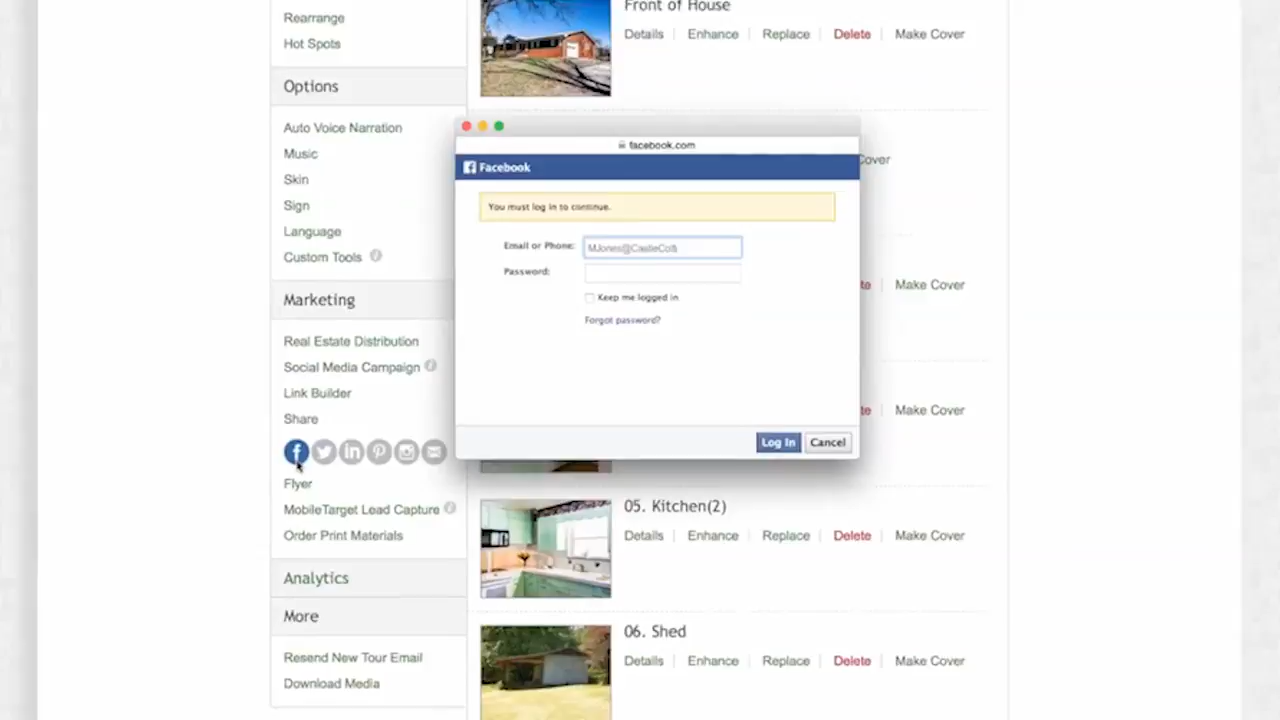 Rearrange
Hot Spots
Options
Auto Voice Narration
Music
Skin
Sign
Language
Custom Tools
Marketing
Real Estate Distribution
Social Media Campaign
Link Builder
Share
Flyer
MobileTarget Lead Capture
Order Print Materials
Analytics
More
Resend New Tour Email
Download Media
Front of House
Details | Enhance | Replace | Delete | Make Cover
Cover
te | Make Cover
te | Make Cover
facebook.com
Facebook
You must log in to continue.
Email or Phone:
Password:
Keep me logged in
Forgot password?
Log In
Cancel
05. Kitchen(2)
Details | Enhance | Replace | Delete | Make Cover
06. Shed
Details | Enhance | Replace | Delete | Make Cover